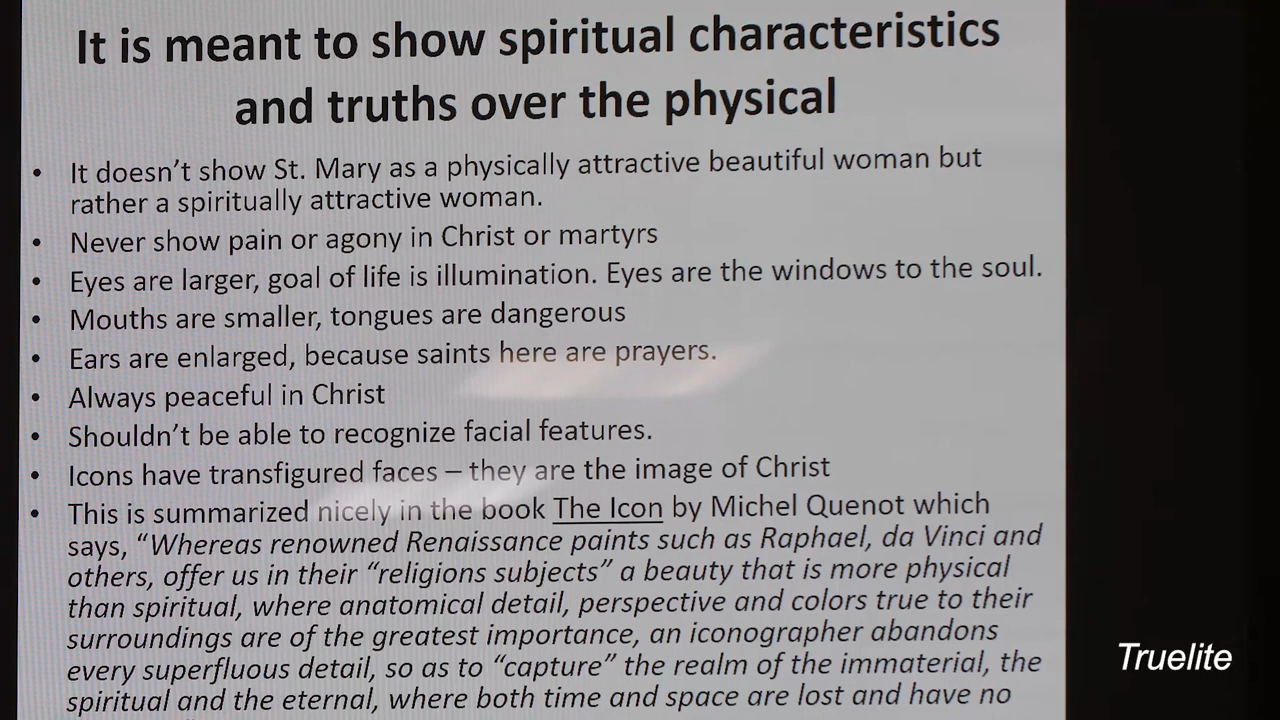 It is meant to show spiritual characteristics
and truths over the physical
• It doesn't show St. Mary as a physically attractive beautiful woman but
rather a spiritually attractive woman.
• Never show pain or agony in Christ or martyrs
• Eyes are larger, goal of life is illumination. Eyes are the windows to the soul.
• Mouths are smaller, tongues are dangerous
• Ears are enlarged, because saints here are prayers.
• Always peaceful in Christ
• Shouldn't be able to recognize facial features.
• Icons have transfigured faces – they are the image of Christ
• This is summarized nicely in the book The Icon by Michel Quenot which
says, “Whereas renowned Renaissance paints such as Raphael, da Vinci and
others, offer us in their “religions subjects” a beauty that is more physical
than spiritual, where anatomical detail, perspective and colors true to their
surroundings are of the greatest importance, an iconographer abandons
every superfluous detail, so as to “capture” the realm of the immaterial, the
spiritual and the eternal, where both time and space are lost and have no
Truelite